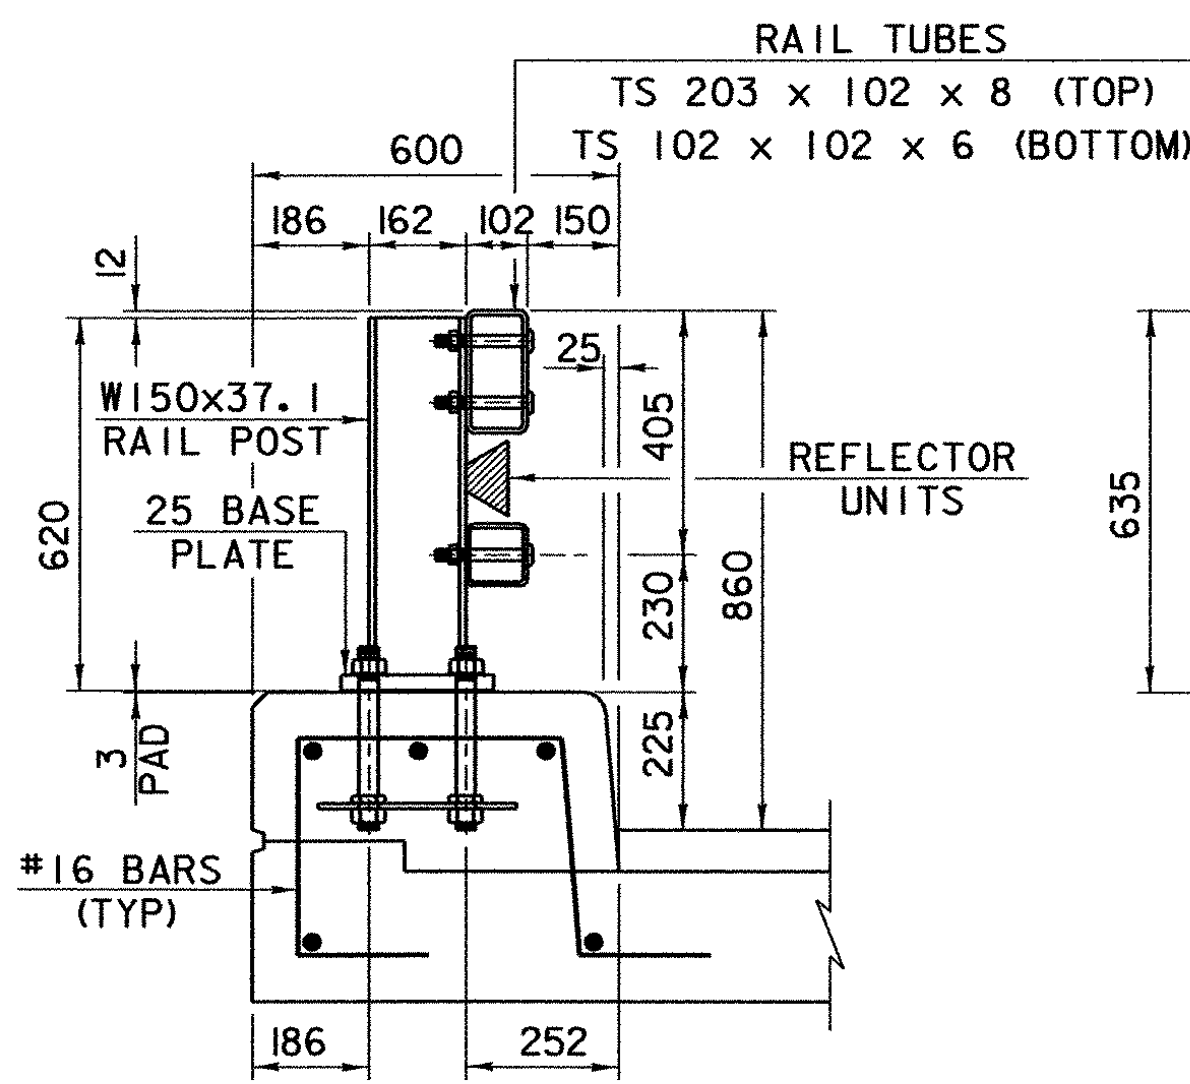 RAIL TUBES
TS 203 x 102 x 8 (TOP)
TS 102 x 102 x 6 (BOTTOM)
600
186 162 102 150
12
25
W150x37.1
RAIL POST
405
REFLECTOR
UNITS
635
620
25 BASE
PLATE
230
860
225
3
PAD
#16 BARS
(TYP)
186 252